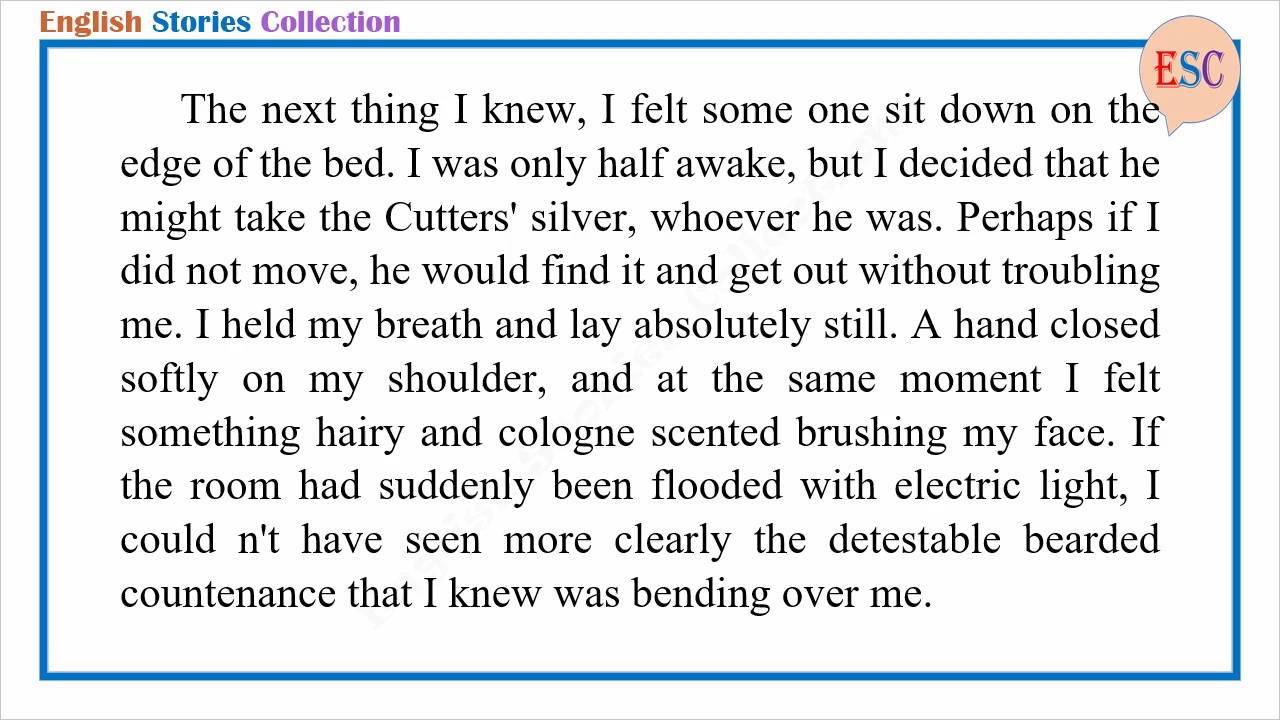 English Stories Collection
ESC
The next thing I knew, I felt some one sit down on the
edge of the bed. I was only half awake, but I decided that he
might take the Cutters' silver, whoever he was. Perhaps if I
did not move, he would find it and get out without troubling
me. I held my breath and lay absolutely still. A hand closed
softly on my shoulder, and at the same moment I felt
something hairy and cologne scented brushing my face. If
the room had suddenly been flooded with electric light, I
could n't have seen more clearly the detestable bearded
countenance that I knew was bending over me.
English Stories Collection